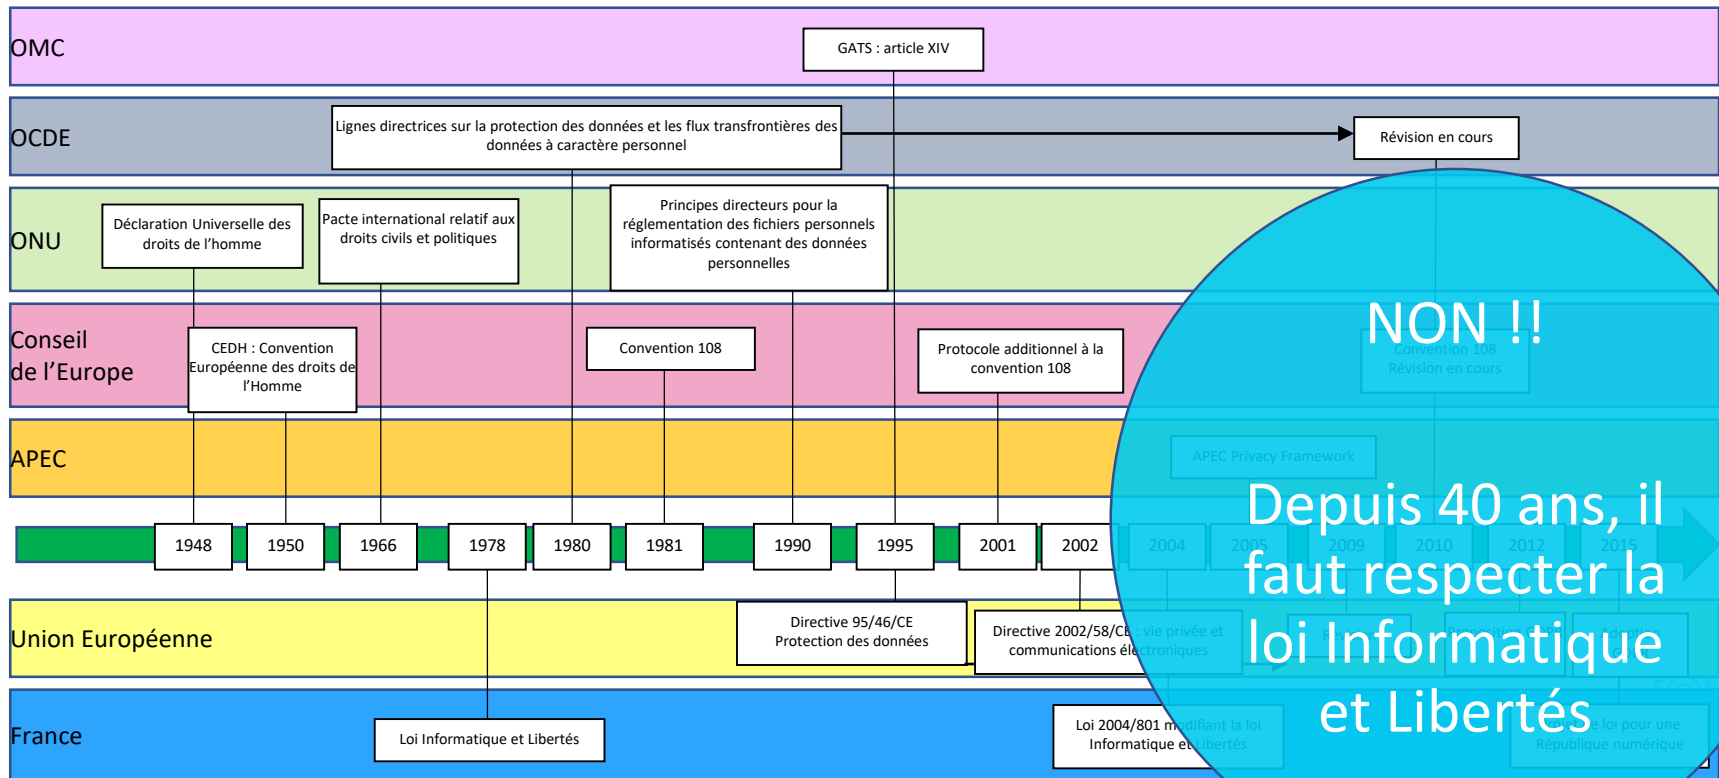 OMC
GATS : article XIV
OCDE
Lignes directrices sur la protection des données et les flux transfrontières des
données à caractère personnel
Révision en cours
ONU
Déclaration Universelle des
droits de l'homme
Pacte international relatif aux
droits civils et politiques
Principes directeurs pour la
réglementation des fichiers personnels
informatisés contenant des données
personnelles
Conseil
de l'Europe
CEDH : Convention
Européenne des droits de
l'Homme
Convention 108
Protocole additionnel à la
convention 108
Convention 108
Révision en cours
APEC
APEC Privacy Framework
1948
1950
1966
1978
1980
1981
1990
1995
2001
2002
2004
2005
2009
2010
2012
2015
Union Européenne
Directive 95/46/CE
Protection des données
Directive 2002/58/CE : vie privée et
communications électroniques
Adoption
France
Loi Informatique et Libertés
Loi 2004/801 modifiant la loi
Informatique et Libertés
Projet de loi pour une
République numérique
NON !!
Depuis 40 ans, il
faut respecter la
loi Informatique
et Libertés